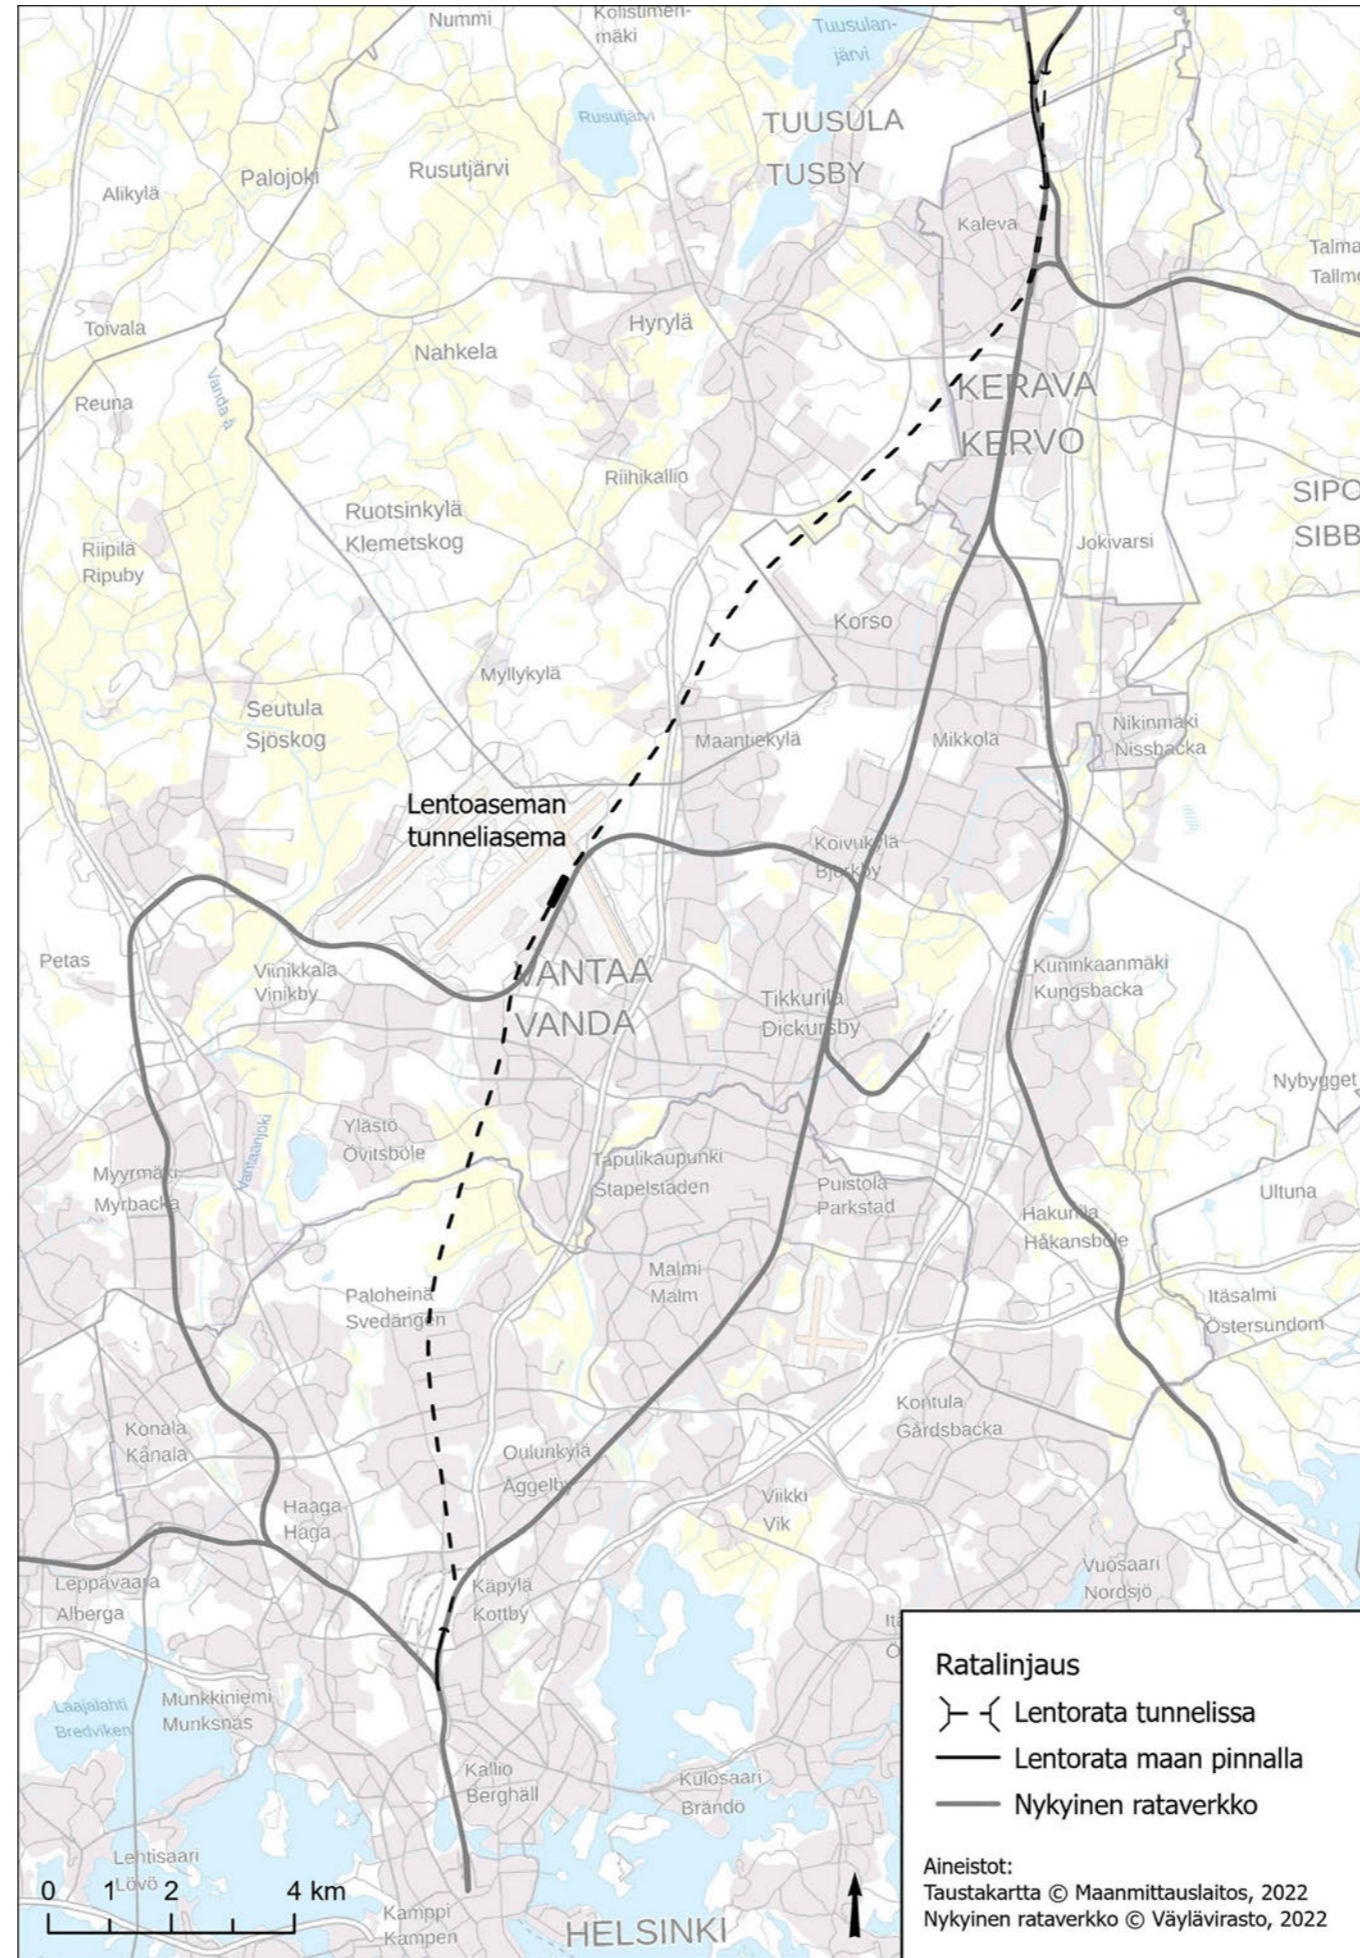 Nummi
Kolistimen-
mäki
Tuusulan-
järvi
Rusutjärvi
TUUSULA
TUSBY
Palojoki
Rusutjärvi
Alikylä
Kaleva
Talma
Toivala
Hyrylä
Nahkela
Vanda å
Reuna
KERAVA
KERVO
Riihikallio
SIPO
SIBB
Ruotsinkylä
Klemetskog
Riipilä
Ripuby
Jokivarsi
Korso
Myllykylä
Seutula
Sjöskog
Maantiekylä
Mikkola
Nikinmäki
Nissbacka
Lentoaseman
tunneliasema
Koivukylä
Björkby
Petas
Viinikkala
Vinikby
VANTAA
VANDA
Tikkurila
Dickursby
Kuninkaanmäki
Kungsbacka
Nybygget
Ylästö
Övitsböle
Vantaanjoki
Myyrmäki
Myrbacka
Tapulikaupunki
Stapelstaden
Puistola
Parkstad
Ultuna
Hakunila
Håkansböle
Malmi
Malm
Paloheinä
Svedängen
Itäsalmi
Östersundom
Konala
Kånala
Kontula
Gårdsbacka
Oulunkylä
Åggelby
Haaga
Haga
Viikki
Vik
Leppävaara
Alberga
Käpylä
Kottby
Vuosaari
Nordsjö
Laajalahti
Bredviken
Munkkiniemi
Munksnäs
Kallio
Berghäll
Kulosaari
Brändö
Lehtisaari
Lövö
0 1 2 4 km
Kamppi
Kampen
HELSINKI
Ratalinjaus
Lentorata tunnelissa
Lentorata maan pinnalla
Nykyinen rataverkko
Aineistot:
Taustakartta © Maanmittauslaitos, 2022
Nykyinen rataverkko © Väylävirasto, 2022